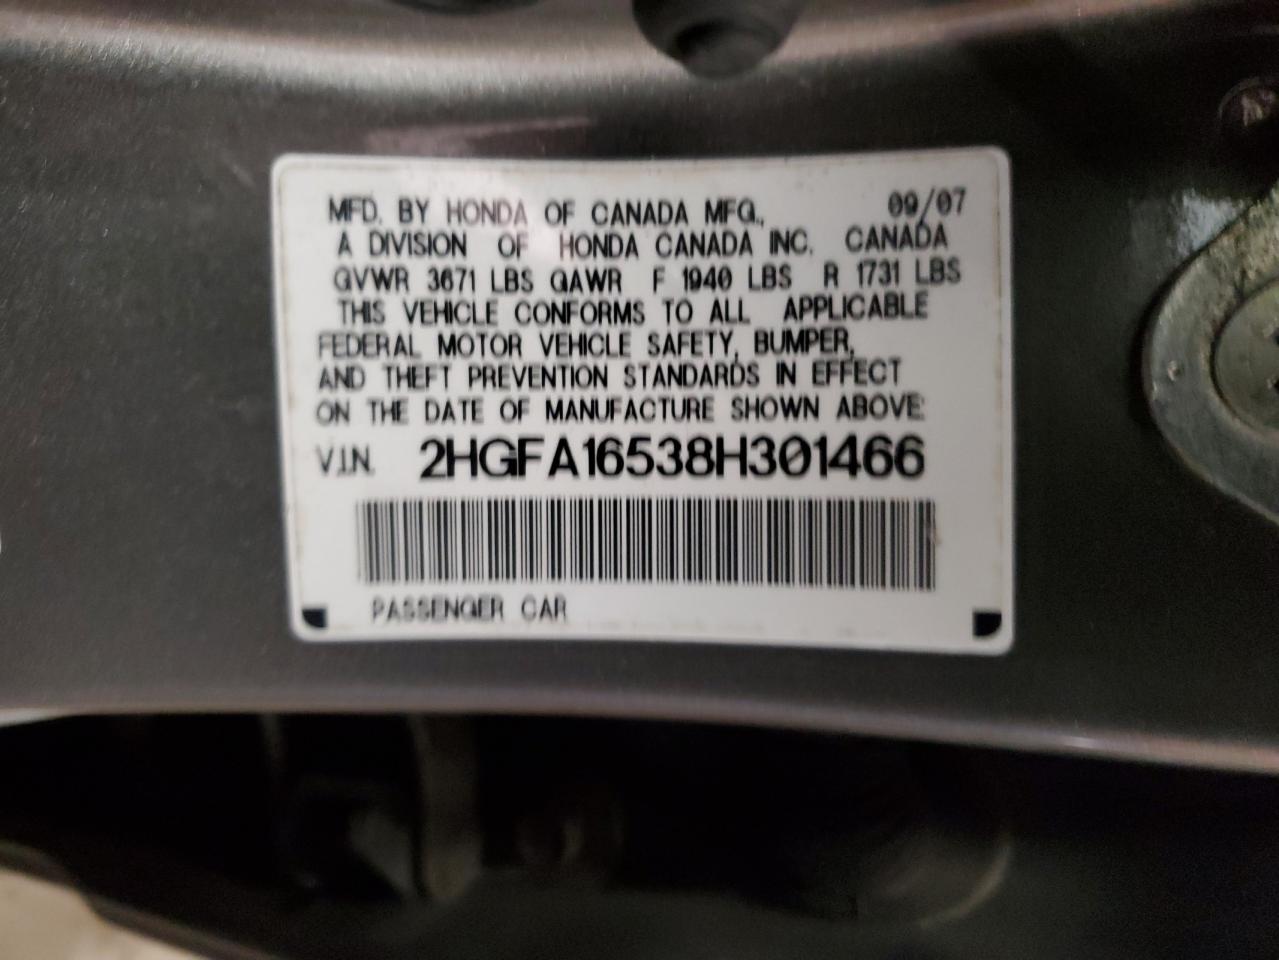 MFD. BY HONDA OF CANADA MFG., 09/07
A DIVISION OF HONDA CANADA INC. CANADA
GVWR 3671 LBS GAWR F 1940 LBS R 1731 LBS
THIS VEHICLE CONFORMS TO ALL APPLICABLE
FEDERAL MOTOR VEHICLE SAFETY, BUMPER,
AND THEFT PREVENTION STANDARDS IN EFFECT
ON THE DATE OF MANUFACTURE SHOWN ABOVE.
V.I.N. 2HGFA16538H301466
PASSENGER CAR